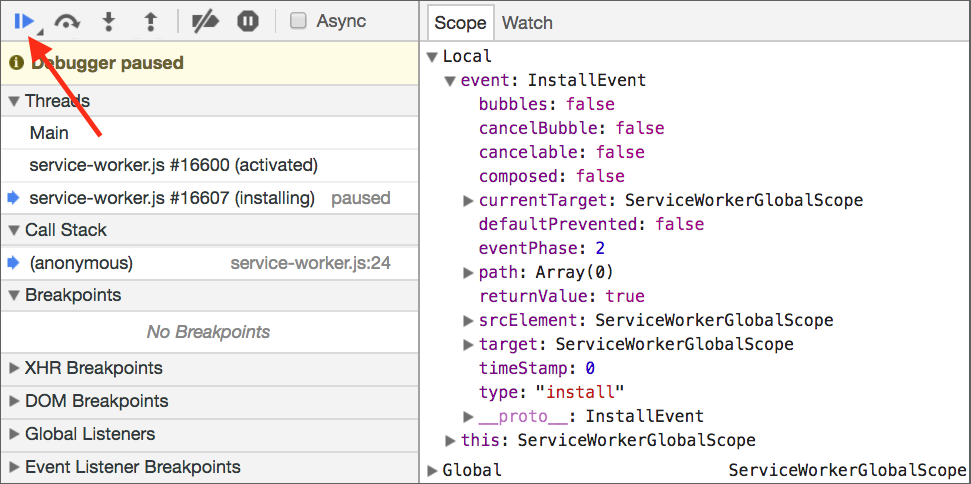 Async
Debugger paused
Threads
Main
service-worker.js #16600 (activated)
service-worker.js #16607 (installing) paused
Call Stack
(anonymous) service-worker.js:24
Breakpoints
No Breakpoints
XHR Breakpoints
DOM Breakpoints
Global Listeners
Event Listener Breakpoints
Scope Watch
Local
event: InstallEvent
bubbles: false
cancelBubble: false
cancelable: false
composed: false
currentTarget: ServiceWorkerGlobalScope
defaultPrevented: false
eventPhase: 2
path: Array(0)
returnValue: true
srcElement: ServiceWorkerGlobalScope
target: ServiceWorkerGlobalScope
timeStamp: 0
type: "install"
__proto__: InstallEvent
this: ServiceWorkerGlobalScope
Global ServiceWorkerGlobalScope